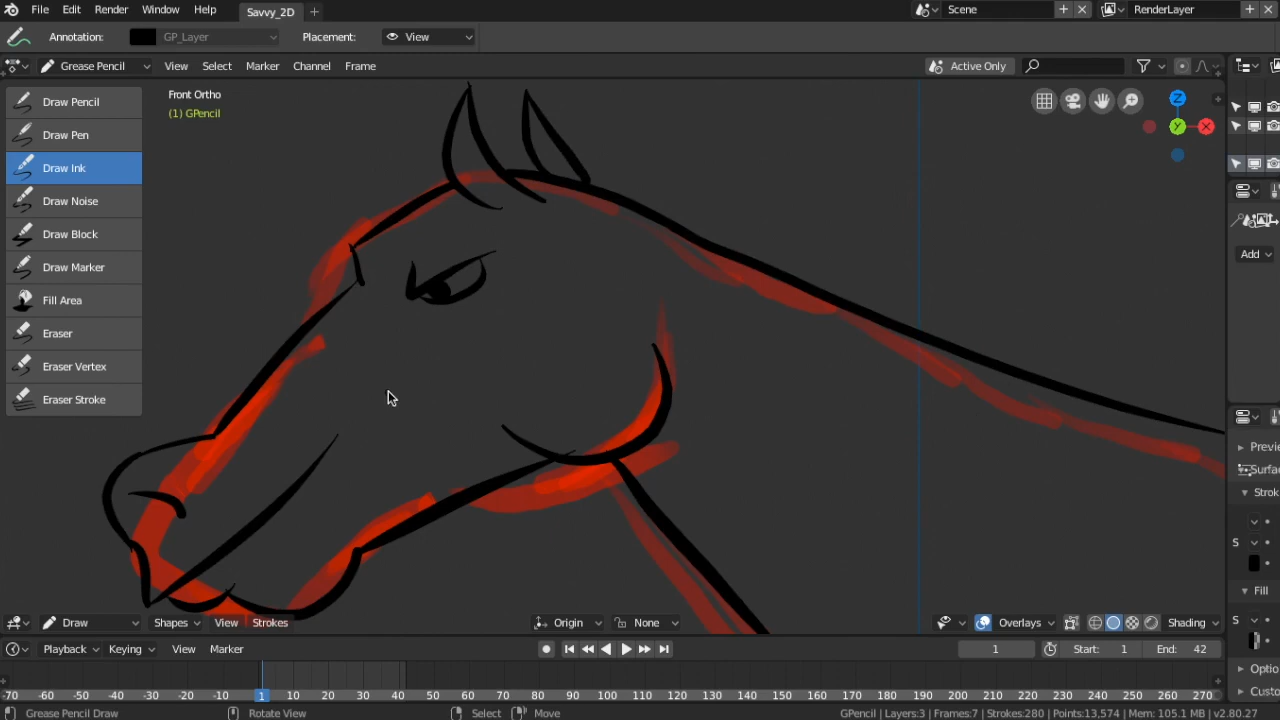 File Edit Render Window Help Savvy_2D Scene RenderLayer
Annotation: GP_Layer Placement: View
Grease Pencil View Select Marker Channel Frame Active Only
Front Ortho
(1) GPencil
Z
Y X
Draw Pencil
Draw Pen
Draw Ink
Draw Noise
Draw Block
Draw Marker
Fill Area
Eraser
Eraser Vertex
Eraser Stroke
Add
Previ
Surfa
Strok
S
Fill
S
Optio
Custo
Draw Shapes View Strokes Origin None Overlays Shading
Playback Keying View Marker 1 Start: 1 End: 42
-70 -60 -50 -40 -30 -20 -10 1 10 20 30 40 50 60 70 80 90 100 110 120 130 140 150 160 170 180 190 200 210 220 230 240 250 260 270
Grease Pencil Draw Rotate View Select Move GPencil | Layers:3 | Frames:7 | Strokes:280 | Points:13,574 | Mem: 105.1 MB | v2.80.27